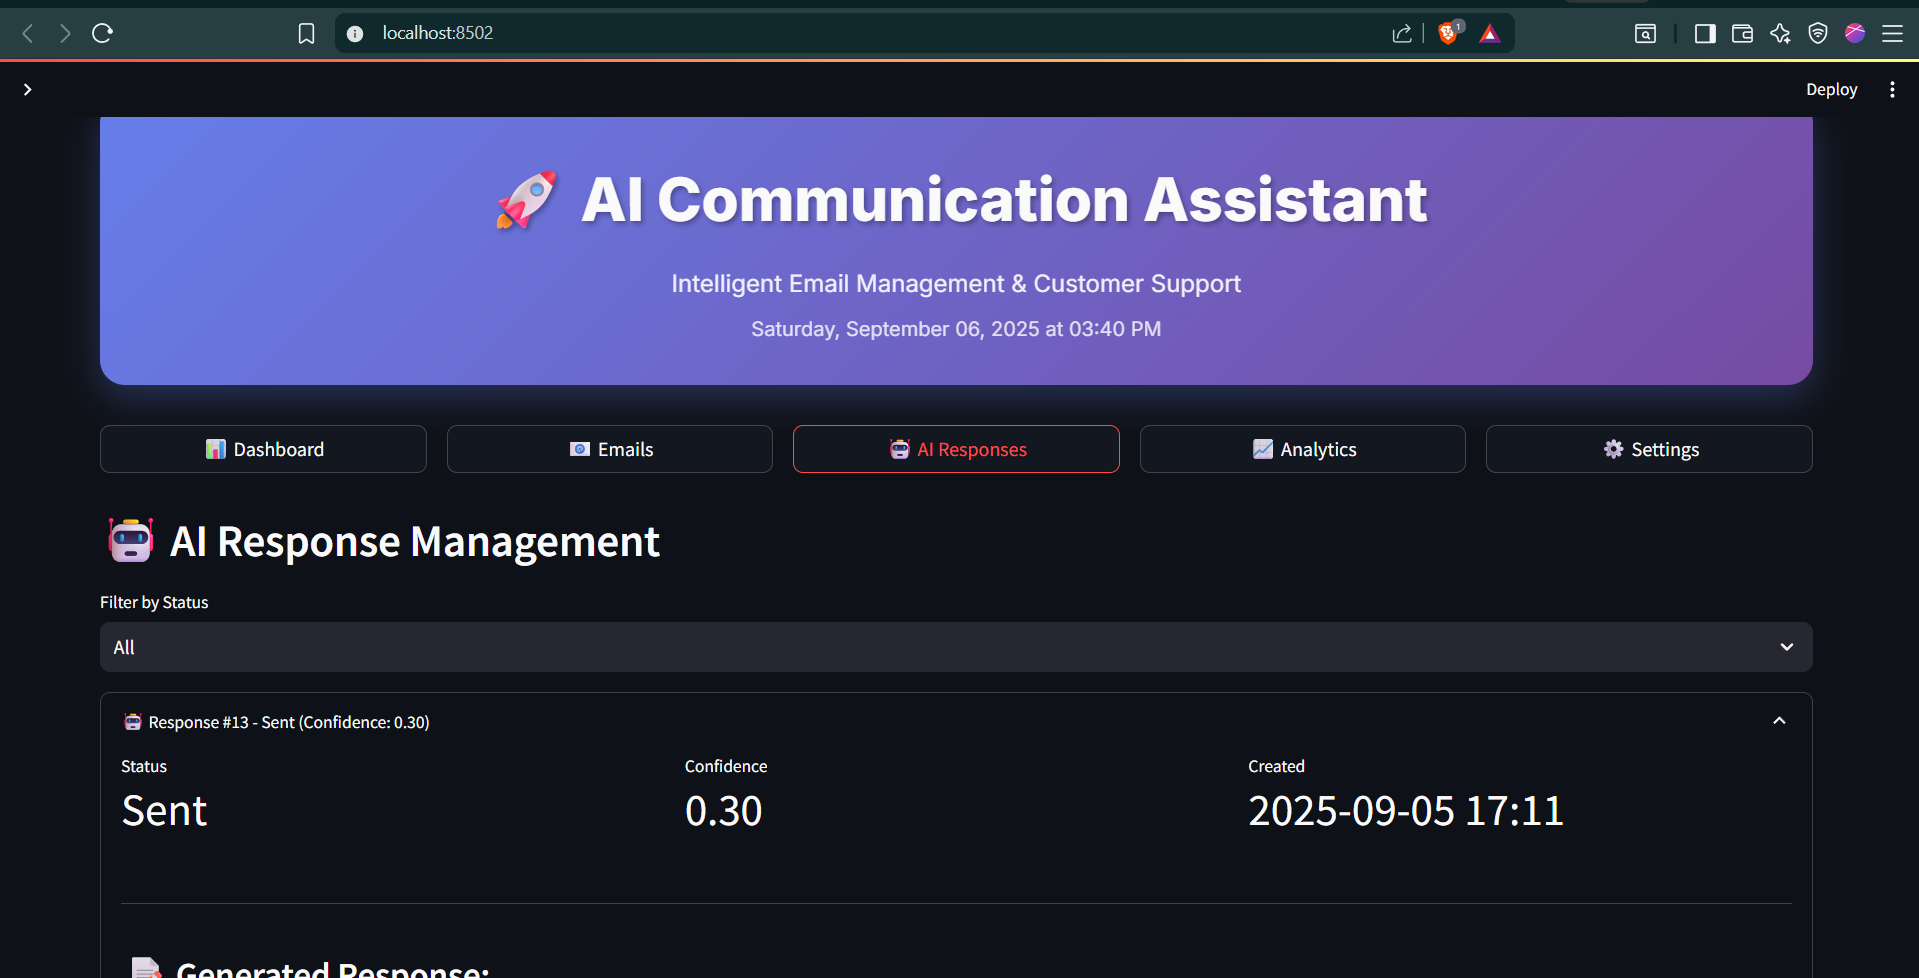 localhost:8502
1
Deploy
AI Communication Assistant
Intelligent Email Management & Customer Support
Saturday, September 06, 2025 at 03:40 PM
Dashboard
Emails
AI Responses
Analytics
Settings
AI Response Management
Filter by Status
All
Response #13 - Sent (Confidence: 0.30)
Status
Confidence
Created
Sent
0.30
2025-09-05 17:11
Generated Response: